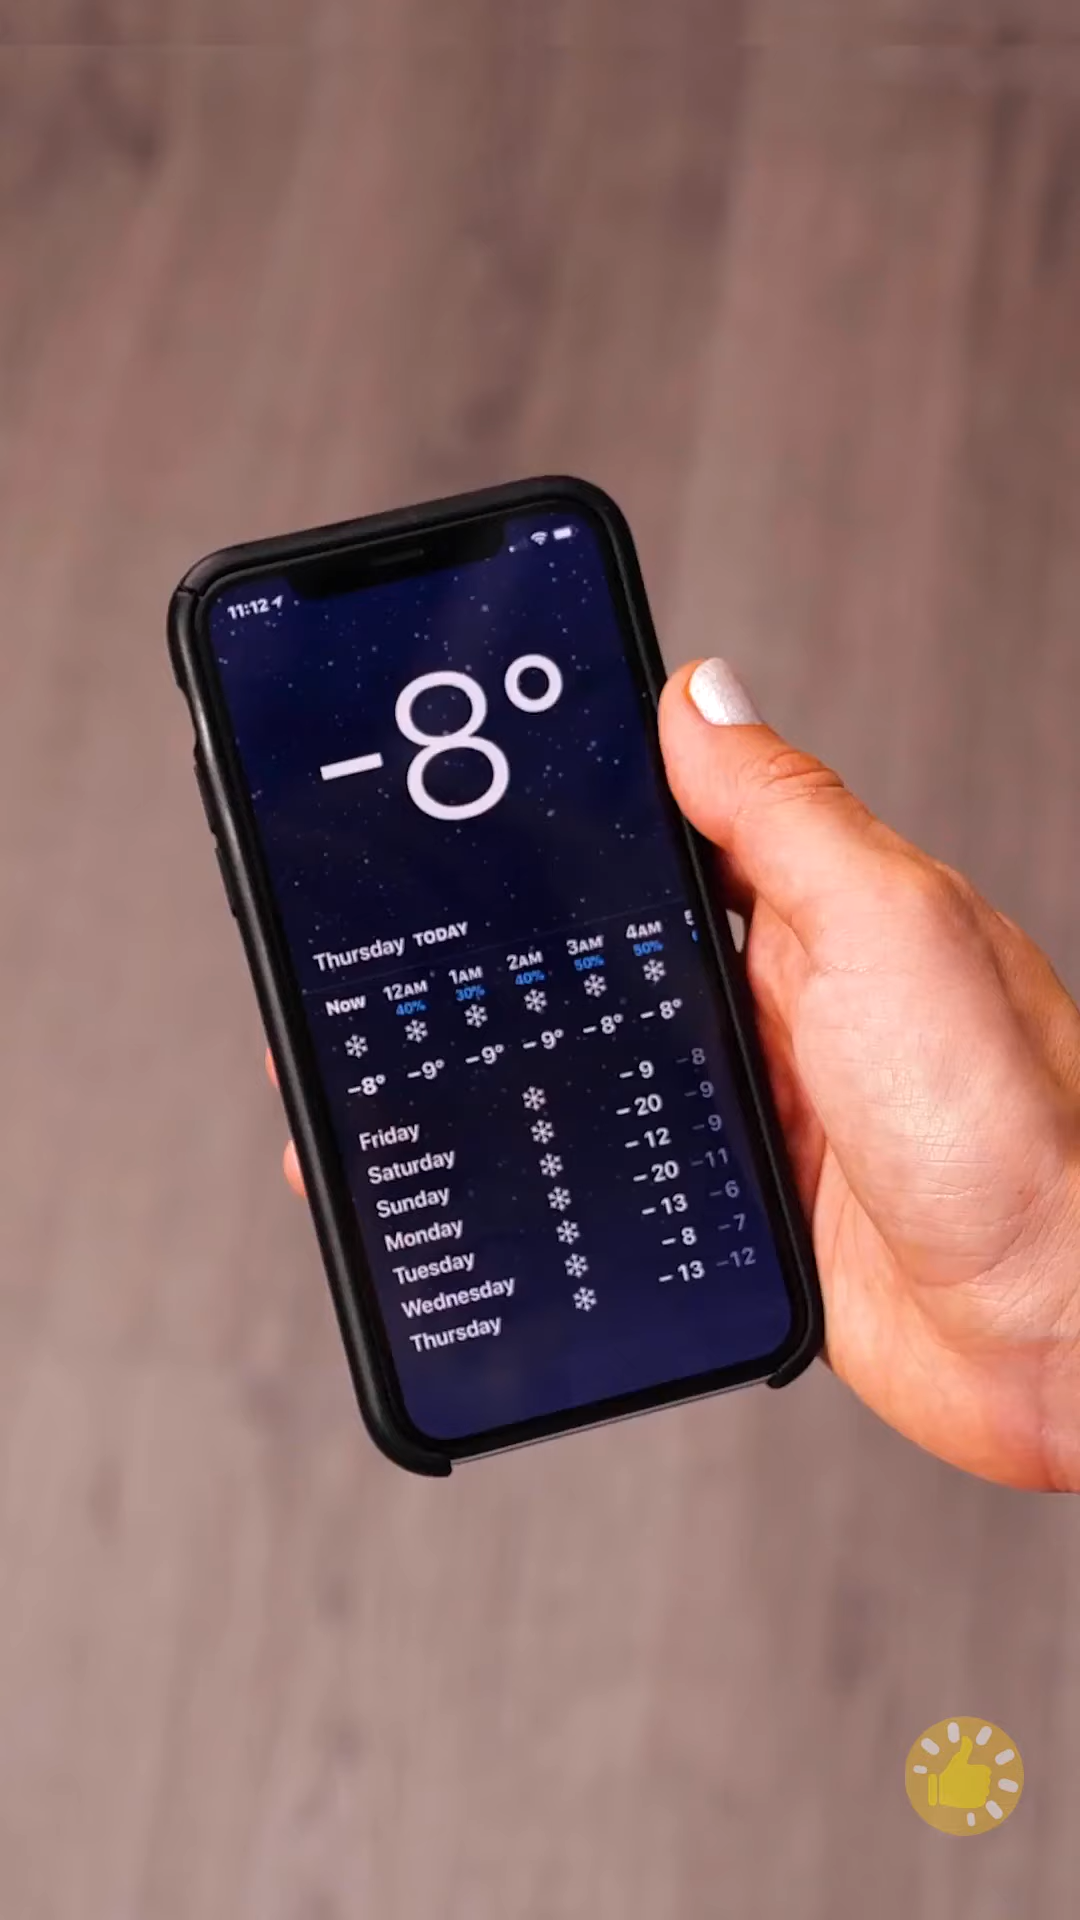 11:12
-8°
Thursday TODAY
Now 12AM 1AM 2AM 3AM 4AM
40% 30% 40% 50% 50%
-8° -9° -9° -9° -8° -8°
Friday -9 -8
Saturday -20 -9
Sunday -12 -9
Monday -20 -11
Tuesday -13 -6
Wednesday -8 -7
Thursday -13 -12